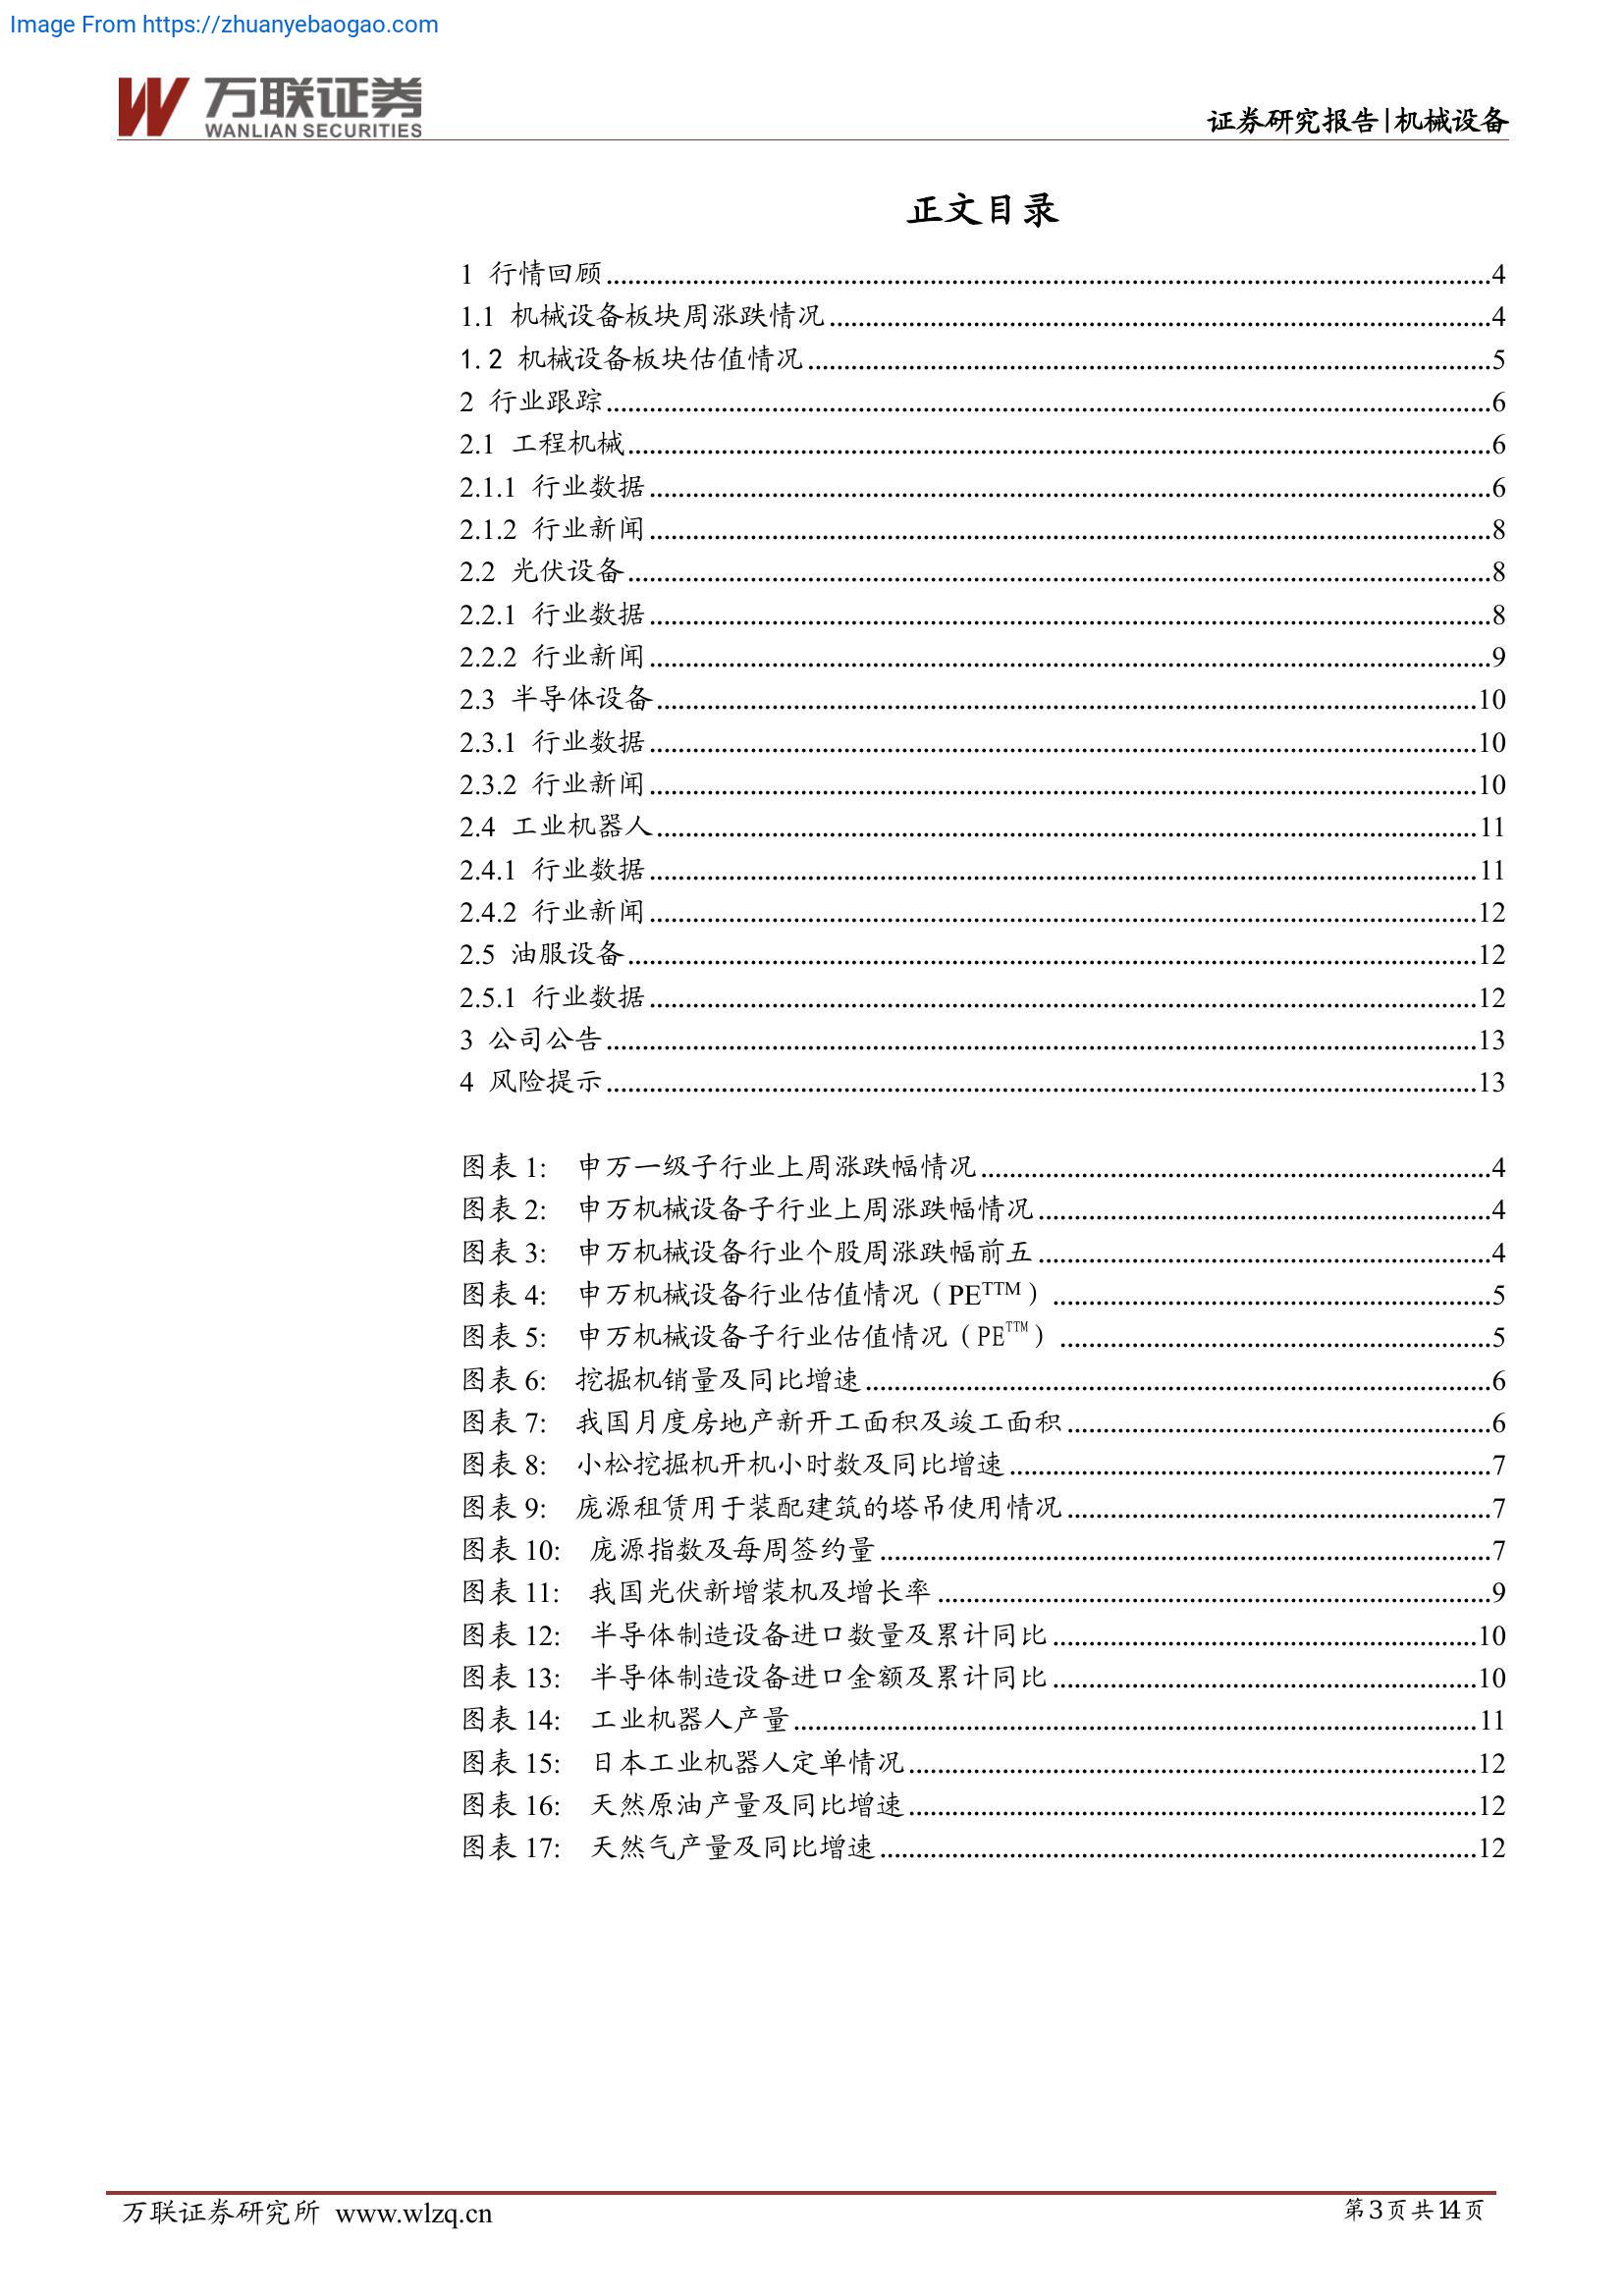 Image From https://zhuanyebaogao.com
万联证券
WANLIAN SECURITIES
证券研究报告|机械设备
正文目录
1 行情回顾..........4
1.1 机械设备板块周涨跌情况..........4
1.2 机械设备板块估值情况..........5
2 行业跟踪..........6
2.1 工程机械..........6
2.1.1 行业数据..........6
2.1.2 行业新闻..........8
2.2 光伏设备..........8
2.2.1 行业数据..........8
2.2.2 行业新闻..........9
2.3 半导体设备..........10
2.3.1 行业数据..........10
2.3.2 行业新闻..........10
2.4 工业机器人..........11
2.4.1 行业数据..........11
2.4.2 行业新闻..........12
2.5 油服设备..........12
2.5.1 行业数据..........12
3 公司公告..........13
4 风险提示..........13
图表 1: 申万一级子行业上周涨跌幅情况..........4
图表 2: 申万机械设备子行业上周涨跌幅情况..........4
图表 3: 申万机械设备行业个股周涨跌幅前五..........4
图表 4: 申万机械设备行业估值情况（PETTM）..........5
图表 5: 申万机械设备子行业估值情况（PETTM）..........5
图表 6: 挖掘机销量及同比增速..........6
图表 7: 我国月度房地产新开工面积及竣工面积..........6
图表 8: 小松挖掘机开机小时数及同比增速..........7
图表 9: 庞源租赁用于装配建筑的塔吊使用情况..........7
图表 10: 庞源指数及每周签约量..........7
图表 11: 我国光伏新增装机及增长率..........9
图表 12: 半导体制造设备进口数量及累计同比..........10
图表 13: 半导体制造设备进口金额及累计同比..........10
图表 14: 工业机器人产量..........11
图表 15: 日本工业机器人定单情况..........12
图表 16: 天然原油产量及同比增速..........12
图表 17: 天然气产量及同比增速..........12
万联证券研究所 www.wlzq.cn
第3页共14页